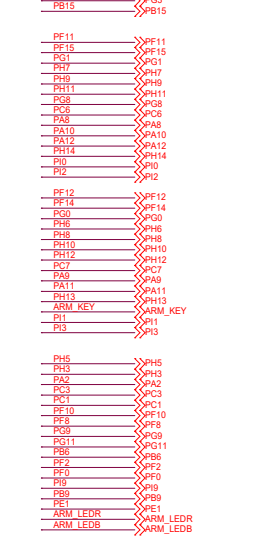 PB15 PB15
PF11 PF11
PF15 PF15
PG1 PG1
PH7 PH7
PH9 PH9
PH11 PH11
PG8 PG8
PC6 PC6
PA8 PA8
PA10 PA10
PA12 PA12
PH14 PH14
PI0 PI0
PI2 PI2
PF12 PF12
PF14 PF14
PG0 PG0
PH6 PH6
PH8 PH8
PH10 PH10
PH12 PH12
PC7 PC7
PA9 PA9
PA11 PA11
PH13 PH13
ARM_KEY ARM_KEY
PI1 PI1
PI3 PI3
PH5 PH5
PH3 PH3
PA2 PA2
PC3 PC3
PC1 PC1
PF10 PF10
PF8 PF8
PG9 PG9
PG11 PG11
PB6 PB6
PF2 PF2
PF0 PF0
PI9 PI9
PB9 PB9
PE1 PE1
ARM_LEDR ARM_LEDR
ARM_LEDB ARM_LEDB